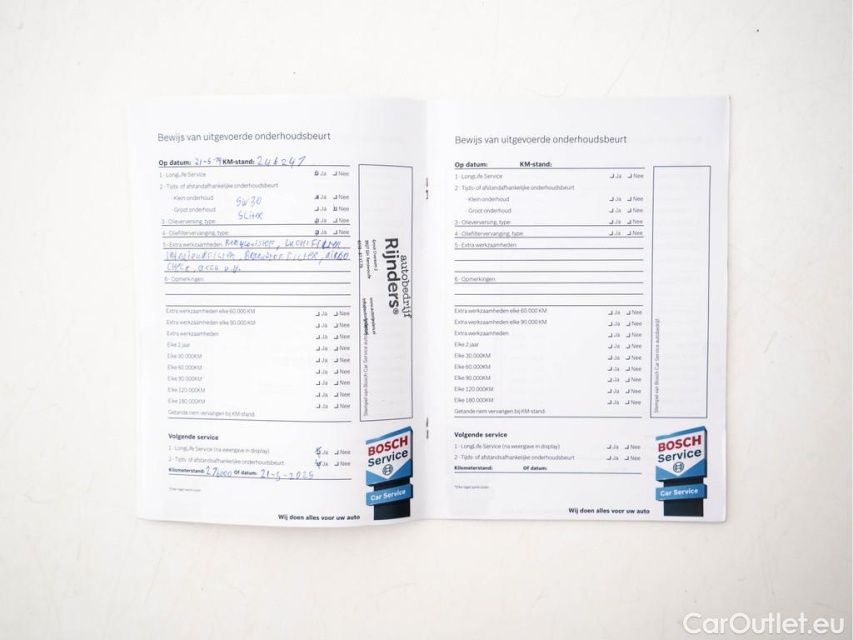 Bewijs van uitgevoerde onderhoudsbeurt
Op datum: KM-stand: 246247
1 - LongLife Service Ja Nee
2 - Tijds- of afstandsafhankelijke onderhoudsbeurt
- Klein onderhoud 5W30 Ja Nee
- Groot onderhoud Ja Nee
3 - Olieverversing, type: Ja Nee
4 - Oliefiltervervanging, type: Ja Nee
5 - Extra werkzaamheden:
6 - Opmerkingen:
Extra werkzaamheden elke 60.000 KM Ja Nee
Extra werkzaamheden elke 90.000 KM Ja Nee
Extra werkzaamheden Ja Nee
Elke 2 jaar Ja Nee
Elke 30.000KM Ja Nee
Elke 60.000KM Ja Nee
Elke 90.000KM Ja Nee
Elke 120.000KM Ja Nee
Elke 180.000KM Ja Nee
Getande riem vervangen bij KM-stand:
autobedrijf
Rijnders®
Volgende service
1 - LongLife Service (na weergave in display) Ja Nee
2 - Tijds- of afstandsafhankelijke onderhoudsbeurt Ja Nee
Kilometerstand: Of datum: 21-5-2025
BOSCH
Service
Car Service
Wij doen alles voor uw auto
Bewijs van uitgevoerde onderhoudsbeurt
Op datum: KM-stand:
1 - LongLife Service Ja Nee
2 - Tijds- of afstandsafhankelijke onderhoudsbeurt
- Klein onderhoud Ja Nee
- Groot onderhoud Ja Nee
3 - Olieverversing, type: Ja Nee
4 - Oliefiltervervanging, type: Ja Nee
5 - Extra werkzaamheden:
6 - Opmerkingen:
Extra werkzaamheden elke 60.000 KM Ja Nee
Extra werkzaamheden elke 90.000 KM Ja Nee
Extra werkzaamheden Ja Nee
Elke 2 jaar Ja Nee
Elke 30.000KM Ja Nee
Elke 60.000KM Ja Nee
Elke 90.000KM Ja Nee
Elke 120.000KM Ja Nee
Elke 180.000KM Ja Nee
Getande riem vervangen bij KM-stand:
Stempel van Bosch Car Service autobedrijf
Volgende service
1 - LongLife Service (na weergave in display) Ja Nee
2 - Tijds- of afstandsafhankelijke onderhoudsbeurt Ja Nee
Kilometerstand: Of datum:
BOSCH
Service
Car Service
Wij doen alles voor uw auto
CarOutlet.eu